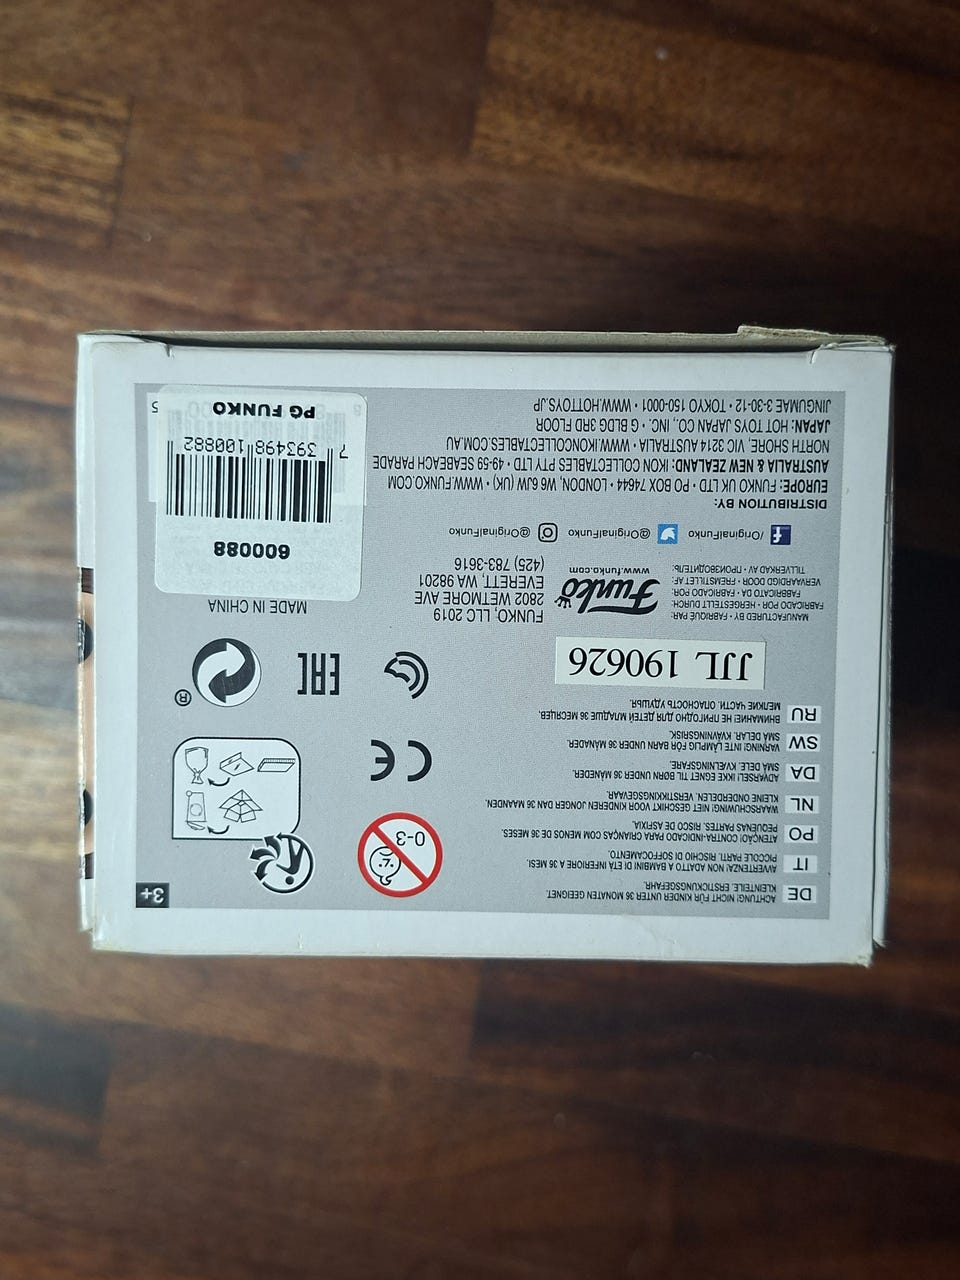 3+
DE
ACHTUNG! NICHT FÜR KINDER UNTER 36 MONATEN GEEIGNET.
KLEINTEILE. ERSTICKUNGSGEFAHR.
IT
AVVERTENZA! NON ADATTO A BAMBINI DI ETÀ INFERIORE A 36 MESI.
PICCOLE PARTI. RISCHIO DI SOFFOCAMENTO.
PO
ATENÇÃO! CONTRA-INDICADO PARA CRIANÇAS COM MENOS DE 36 MESES.
PEQUENAS PARTES. RISCO DE ASFIXIA.
NL
WAARSCHUWING! NIET GESCHIKT VOOR KINDEREN JONGER DAN 36 MAANDEN.
KLEINE ONDERDELEN. VERSTIKKINGSGEVAAR.
DA
ADVARSEL! IKKE EGNET TIL BØRN UNDER 36 MÅNEDER.
SMÅ DELE. KVÆLNINGSFARE.
SW
VARNING! INTE LÄMPLIG FÖR BARN UNDER 36 MÅNADER.
SMÅ DELAR. KVÄVNINGSRISK.
RU
ВНИМАНИЕ! НЕ ПРИГОДНО ДЛЯ ДЕТЕЙ МЛАДШЕ 36 МЕСЯЦЕВ.
МЕЛКИЕ ЧАСТИ. ОПАСНОСТЬ УДУШЬЯ.
0-3
CE
EAC
®
JJL 190626
MANUFACTURED BY • FABRIQUÉ PAR:
FABRICADO POR • HERGESTELLT DURCH:
FABBRICATO DA • FABRICADO POR:
VERVAARDIGD DOOR • FREMSTILLET AF:
TILLVERKAD AV • ПРОИЗВОДИТЕЛЬ:
Funko
www.funko.com
FUNKO, LLC 2019
2802 WETMORE AVE
EVERETT, WA 98201
(425) 783-3616
MADE IN CHINA
/OriginalFunko
@OriginalFunko
@OriginalFunko
DISTRIBUTION BY:
EUROPE: FUNKO UK LTD • PO BOX 74644 • LONDON, W6 6JW (UK) • WWW.FUNKO.COM
AUSTRALIA & NEW ZEALAND: IKON COLLECTABLES PTY LTD • 49-59 SEABEACH PARADE
NORTH SHORE, VIC 3214 AUSTRALIA • WWW.IKONCOLLECTABLES.COM.AU
JAPAN: HOT TOYS JAPAN CO., INC. • G BLDG 3RD FLOOR
JINGUMAE 3-30-12 • TOKYO 150-0001 • WWW.HOTTOYS.JP
600088
7 393498 100882
PG FUNKO
5